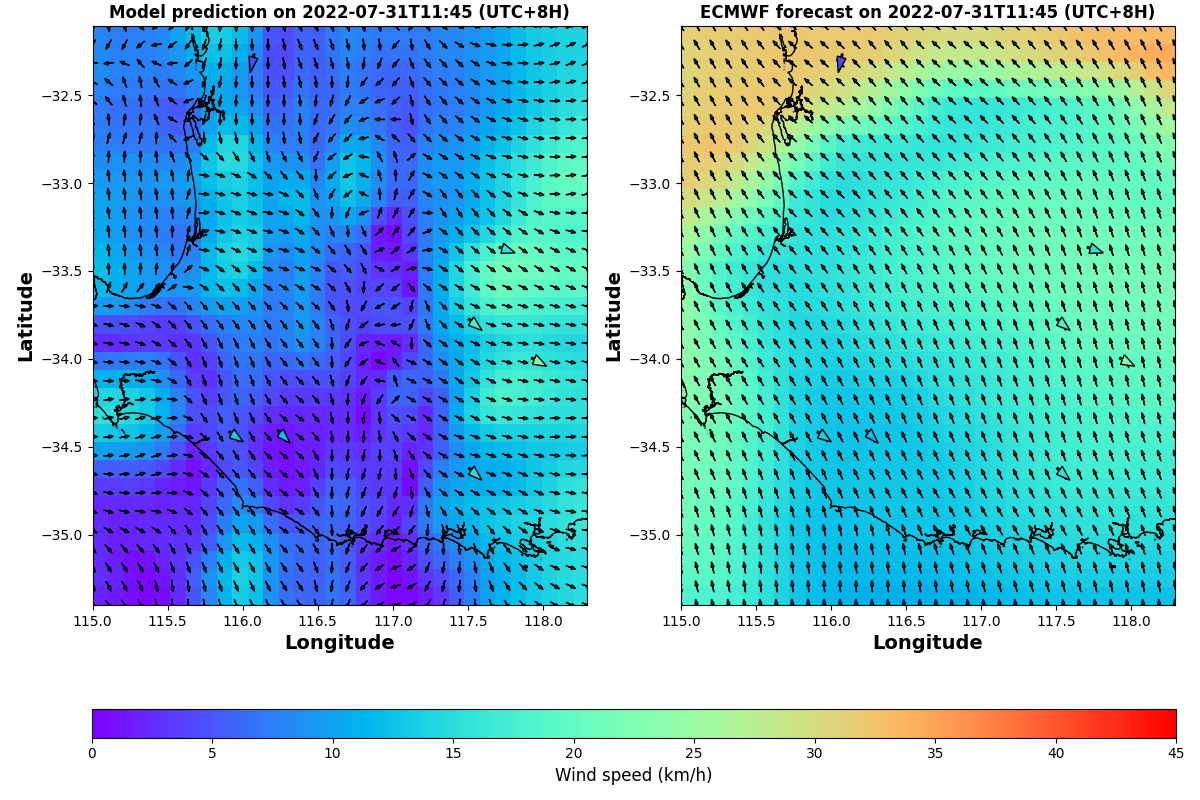 Model prediction on 2022-07-31T11:45 (UTC+8H)
ECMWF forecast on 2022-07-31T11:45 (UTC+8H)
Latitude
−32.5
−33.0
−33.5
−34.0
−34.5
−35.0
115.0 115.5 116.0 116.5 117.0 117.5 118.0
Longitude
Latitude
−32.5
−33.0
−33.5
−34.0
−34.5
−35.0
115.0 115.5 116.0 116.5 117.0 117.5 118.0
Longitude
0 5 10 15 20 25 30 35 40 45
Wind speed (km/h)